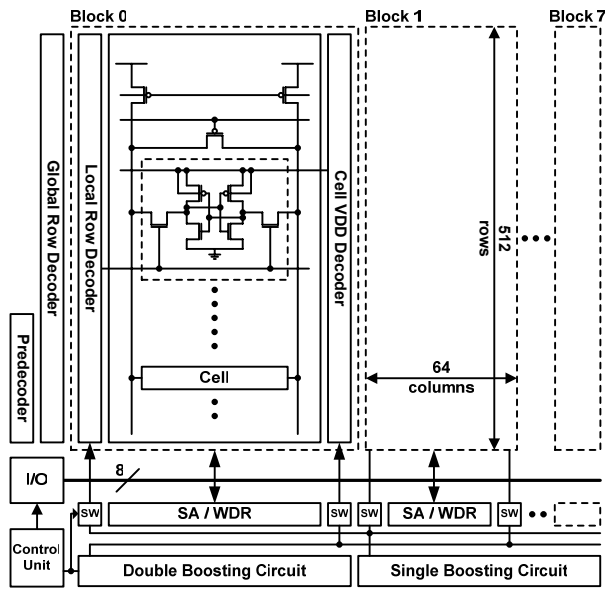 Block 0
Block 1
Block 7
Predecoder
Global Row Decoder
Local Row Decoder
Cell VDD Decoder
512
rows
64
columns
Cell
I/O
8
SW
SA / WDR
SW
SW
SA / WDR
SW
Control
Unit
Double Boosting Circuit
Single Boosting Circuit